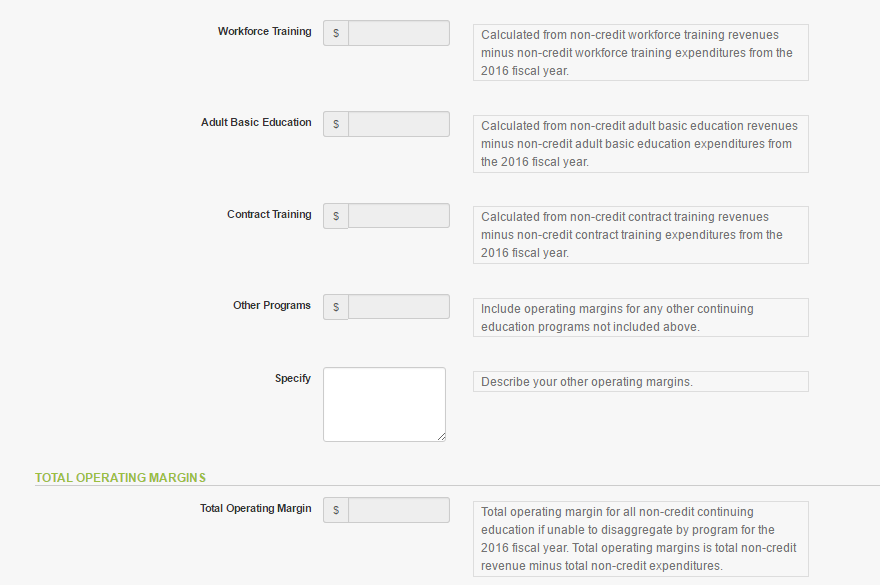 Workforce Training
$
Calculated from non-credit workforce training revenues
minus non-credit workforce training expenditures from the
2016 fiscal year.
Adult Basic Education
$
Calculated from non-credit adult basic education revenues
minus non-credit adult basic education expenditures from
the 2016 fiscal year.
Contract Training
$
Calculated from non-credit contract training revenues
minus non-credit contract training expenditures from the
2016 fiscal year.
Other Programs
$
Include operating margins for any other continuing
education programs not included above.
Specify
Describe your other operating margins.
TOTAL OPERATING MARGINS
Total Operating Margin
$
Total operating margin for all non-credit continuing
education if unable to disaggregate by program for the
2016 fiscal year. Total operating margins is total non-credit
revenue minus total non-credit expenditures.